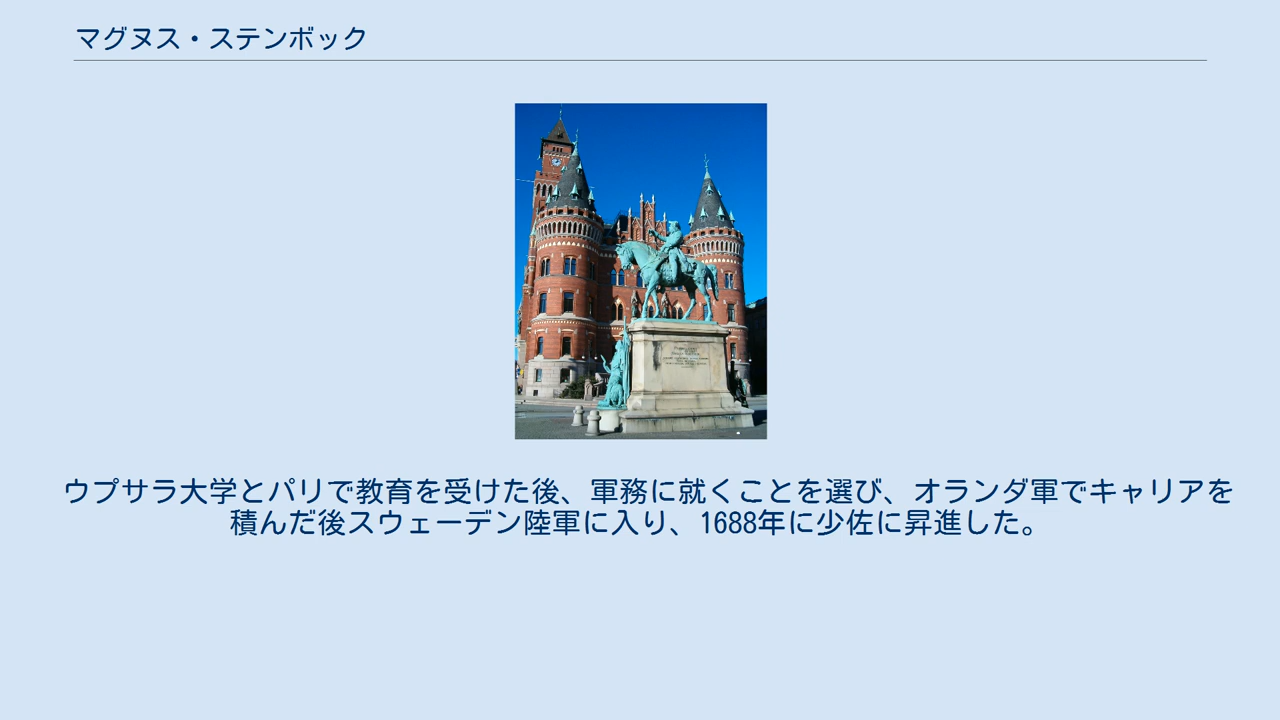 マグヌス・ステンボック
ウプサラ大学とパリで教育を受けた後、軍務に就くことを選び、オランダ軍でキャリアを
積んだ後スウェーデン陸軍に入り、1688年に少佐に昇進した。